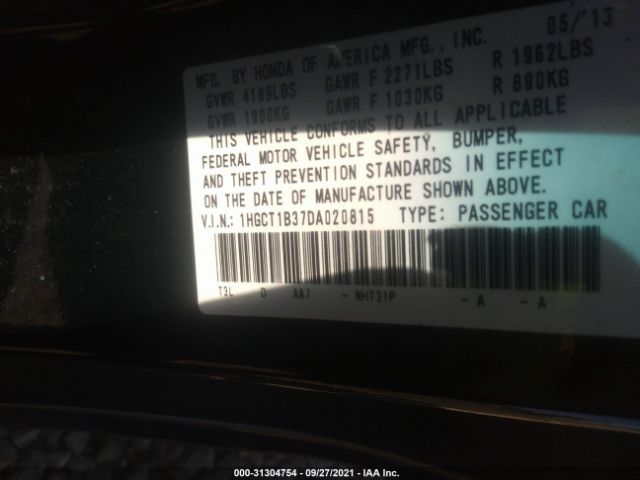 MFD. BY HONDA OF AMERICA MFG., INC. 05/13
GVWR 4189LBS GAWR F 2271LBS R 1962LBS
GVWR 1900KG GAWR F 1030KG R 890KG
THIS VEHICLE CONFORMS TO ALL APPLICABLE
FEDERAL MOTOR VEHICLE SAFETY, BUMPER,
AND THEFT PREVENTION STANDARDS IN EFFECT
ON THE DATE OF MANUFACTURE SHOWN ABOVE.
V.I.N.: 1HGCT1B37DA020815 TYPE: PASSENGER CAR
T3L D AA7 - NH731P - A - A
000-31304754 - 09/27/2021 - IAA Inc.